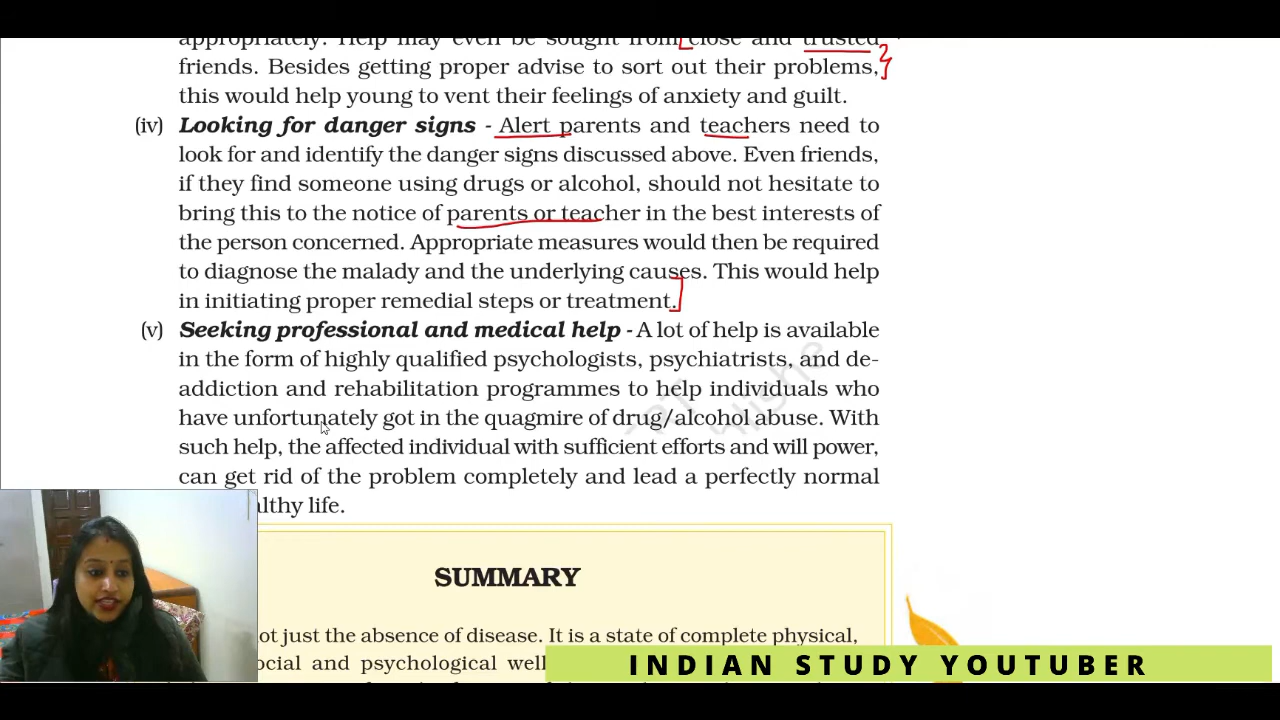 appropriately. Help may even be sought from close and trusted
friends. Besides getting proper advise to sort out their problems,
this would help young to vent their feelings of anxiety and guilt.
(iv) Looking for danger signs - Alert parents and teachers need to
look for and identify the danger signs discussed above. Even friends,
if they find someone using drugs or alcohol, should not hesitate to
bring this to the notice of parents or teacher in the best interests of
the person concerned. Appropriate measures would then be required
to diagnose the malady and the underlying causes. This would help
in initiating proper remedial steps or treatment.
(v) Seeking professional and medical help - A lot of help is available
in the form of highly qualified psychologists, psychiatrists, and de-
addiction and rehabilitation programmes to help individuals who
have unfortunately got in the quagmire of drug/alcohol abuse. With
such help, the affected individual with sufficient efforts and will power,
can get rid of the problem completely and lead a perfectly normal
althy life.
SUMMARY
ot just the absence of disease. It is a state of complete physical,
ocial and psychological well
INDIAN STUDY YOUTUBER